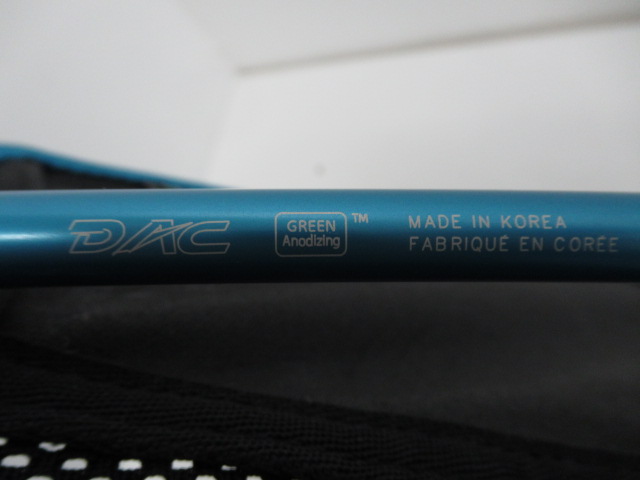 DAC
GREEN
Anodizing
™
MADE IN KOREA
FABRIQUÉ EN CORÉE